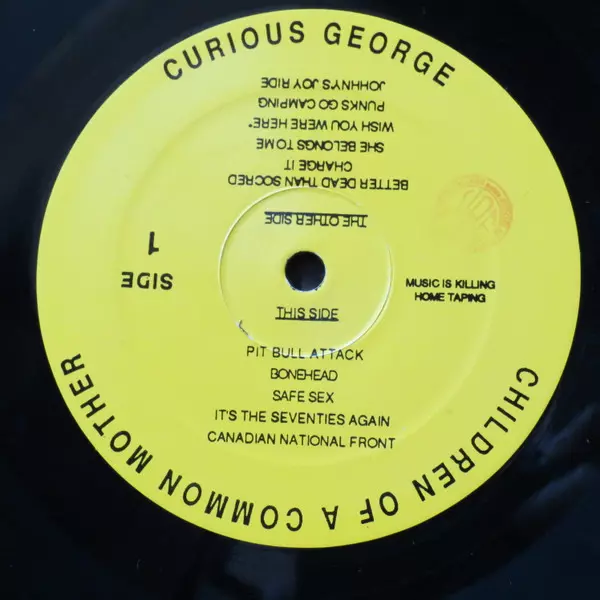 CURIOUS GEORGE
THIS SIDE
PIT BULL ATTACK
BONEHEAD
SAFE SEX
IT'S THE SEVENTIES AGAIN
CANADIAN NATIONAL FRONT
MUSIC IS KILLING
HOME TAPING
SIDE
1
THE OTHER SIDE
BETTER DEAD THAN SOCRED
CHARGE IT
SHE BELONGS TO ME
WISH YOU WERE HERE*
PUNKS GO CAMPING
JOHHNY'S JOY RIDE
CHILDREN OF A COMMON MOTHER